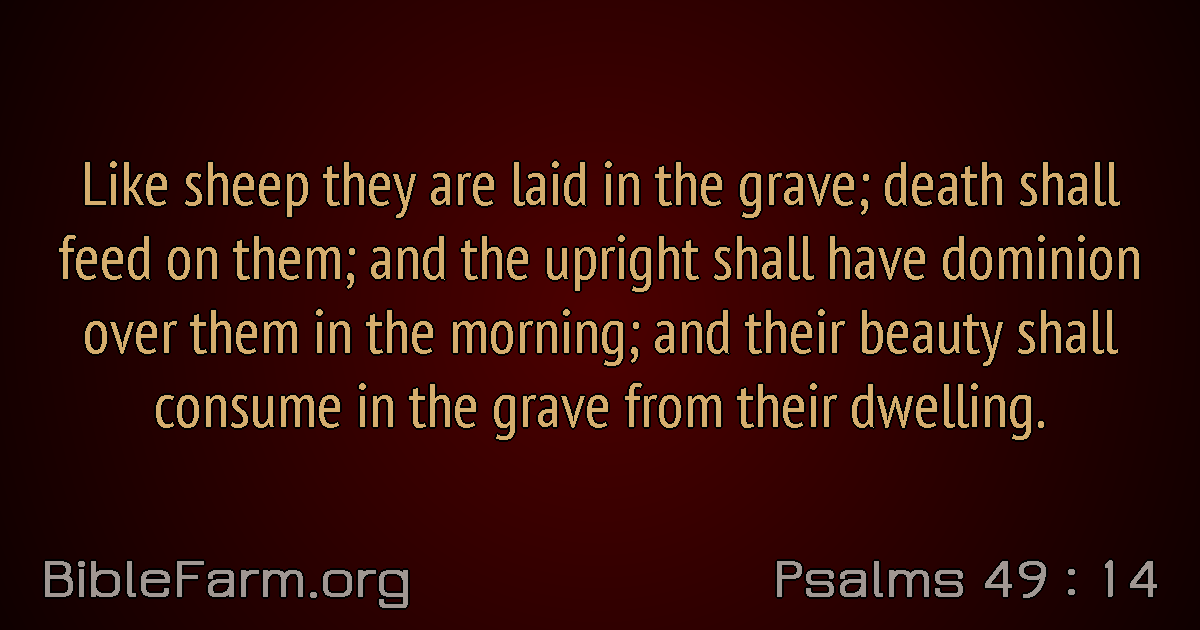 Like sheep they are laid in the grave; death shall
feed on them; and the upright shall have dominion
over them in the morning; and their beauty shall
consume in the grave from their dwelling.
BibleFarm.org
Psalms 49 : 14